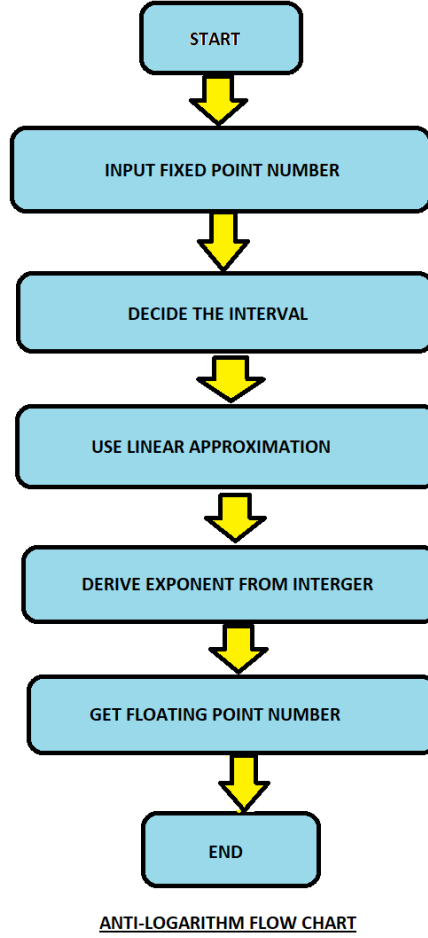 START
INPUT FIXED POINT NUMBER
DECIDE THE INTERVAL
USE LINEAR APPROXIMATION
DERIVE EXPONENT FROM INTERGER
GET FLOATING POINT NUMBER
END
ANTI-LOGARITHM FLOW CHART